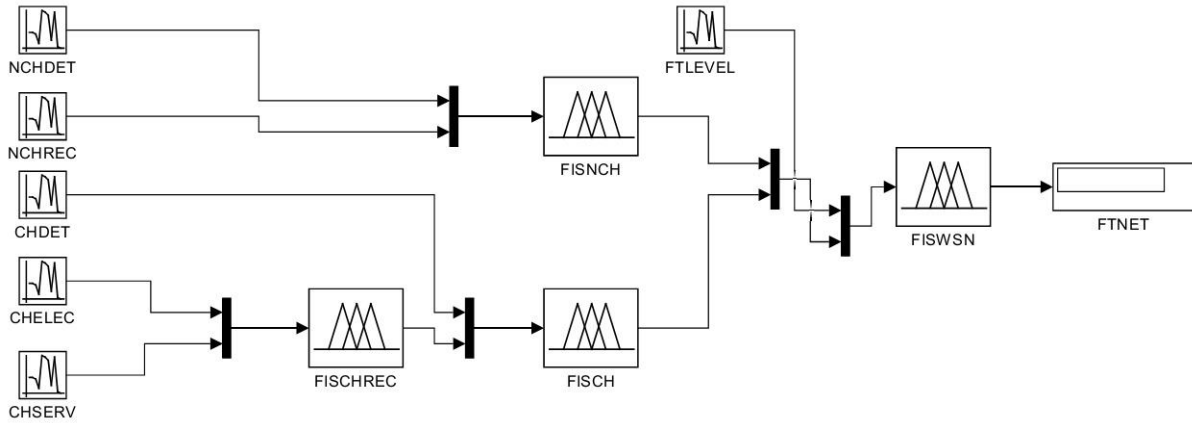 NCHDET
FTLEVEL
NCHREC
FISNCH
CHDET
FISWSN
FTNET
CHELEC
FISCHREC
FISCH
CHSERV